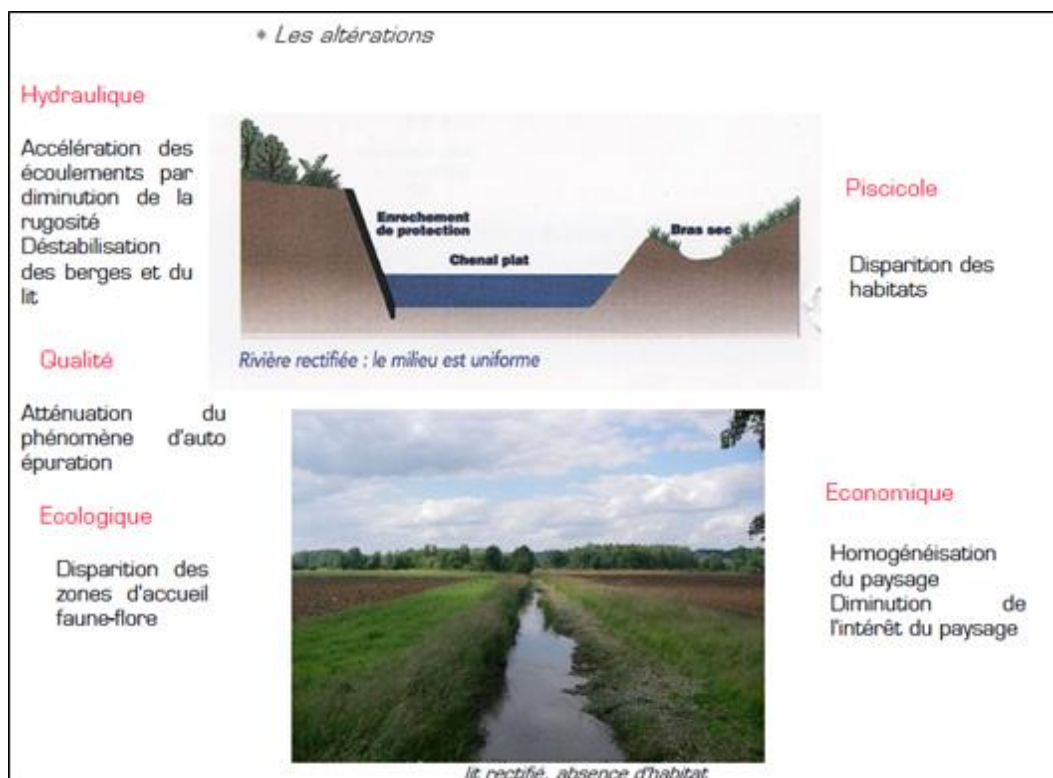 * Les altérations
Hydraulique
Accélération des
écoulements par
diminution de la
rugosité
Déstabilisation
des berges et du
lit
Enrochement
de protection
Chenal plat
Bras sec
Rivière rectifiée : le milieu est uniforme
Piscicole
Disparition des
habitats
Qualité
Atténuation du
phénomène d'auto
épuration
Ecologique
Disparition des
zones d'accueil
faune-flore
Economique
Homogénéisation
du paysage
Diminution de
l'intérêt du paysage
lit rectifié, absence d'habitat